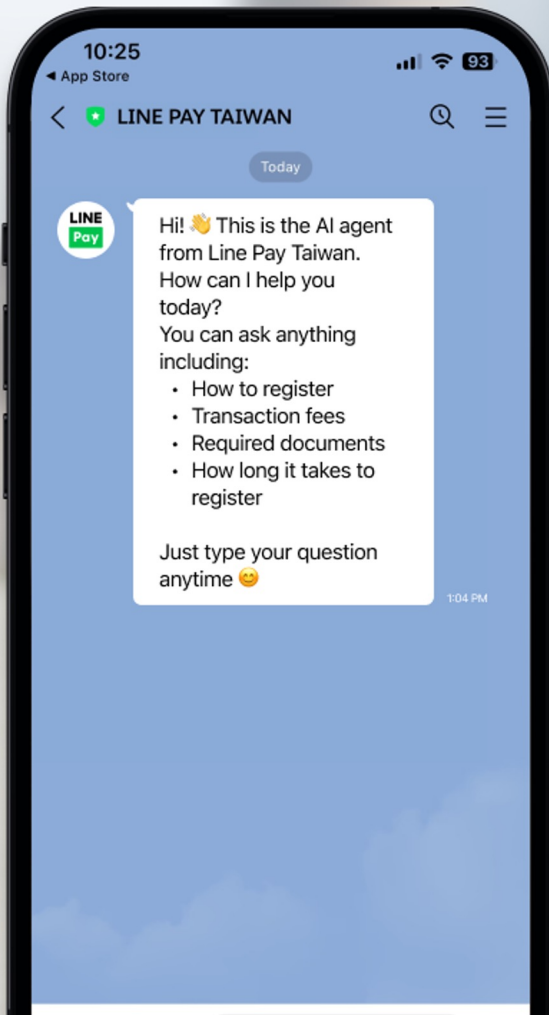 10:25
93
◀ App Store
LINE PAY TAIWAN
Today
LINE
Pay
Hi! 👋 This is the AI agent
from Line Pay Taiwan.
How can I help you
today?
You can ask anything
including:
• How to register
• Transaction fees
• Required documents
• How long it takes to
register
Just type your question
anytime 😊
1:04 PM